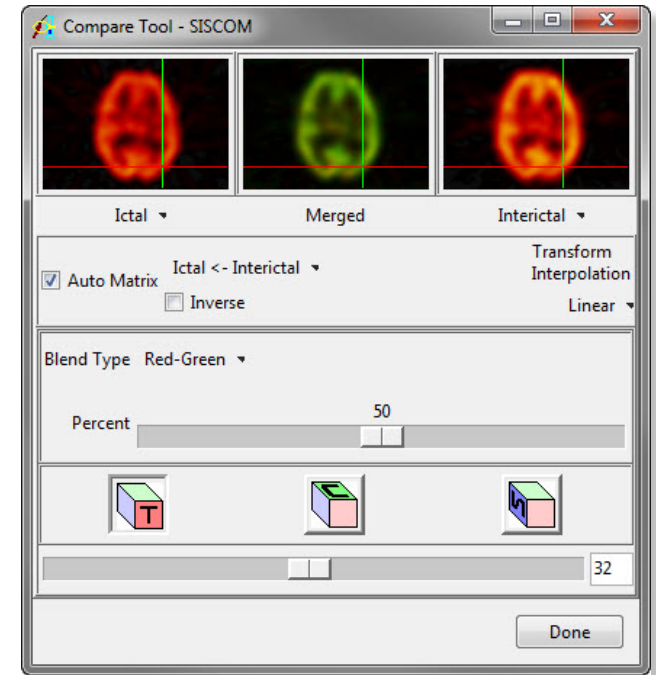 Compare Tool - SISCOM
Ictal
Merged
Interictal
Auto Matrix
Ictal <- Interictal
Inverse
Transform
Interpolation
Linear
Blend Type Red-Green
50
Percent
T
C
S
32
Done